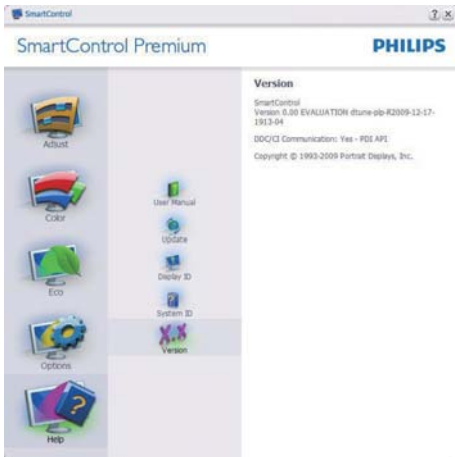 SmartControl
SmartControl Premium
PHILIPS
Adjust
Color
Eco
Options
Help
User Manual
Update
Display ID
System ID
Version
Version
SmartControl
Version 0.00 EVALUATION dtune-plp-R2009-12-17-
1913-04
DDC/CI Communication: Yes - PDI API
Copyright © 1993-2009 Portrait Displays, Inc.